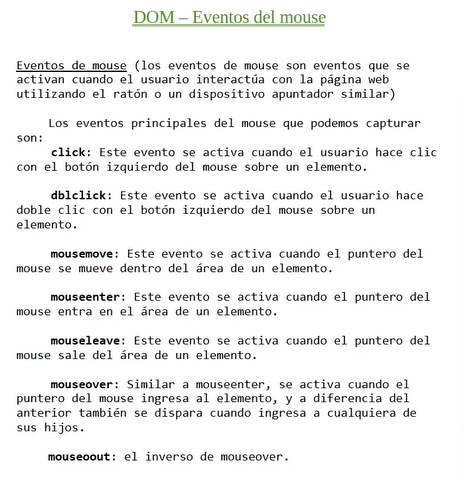 DOM – Eventos del mouse
Eventos de mouse (los eventos de mouse son eventos que se
activan cuando el usuario interactúa con la página web
utilizando el ratón o un dispositivo apuntador similar)
Los eventos principales del mouse que podemos capturar
son:
click: Este evento se activa cuando el usuario hace clic
con el botón izquierdo del mouse sobre un elemento.
dblclick: Este evento se activa cuando el usuario hace
doble clic con el botón izquierdo del mouse sobre un
elemento.
mousemove: Este evento se activa cuando el puntero del
mouse se mueve dentro del área de un elemento.
mouseenter: Este evento se activa cuando el puntero del
mouse entra en el área de un elemento.
mouseleave: Este evento se activa cuando el puntero del
mouse sale del área de un elemento.
mouseover: Similar a mouseenter, se activa cuando el
puntero del mouse ingresa al elemento, y a diferencia del
anterior también se dispara cuando ingresa a cualquiera de
sus hijos.
mouseoout: el inverso de mouseover.